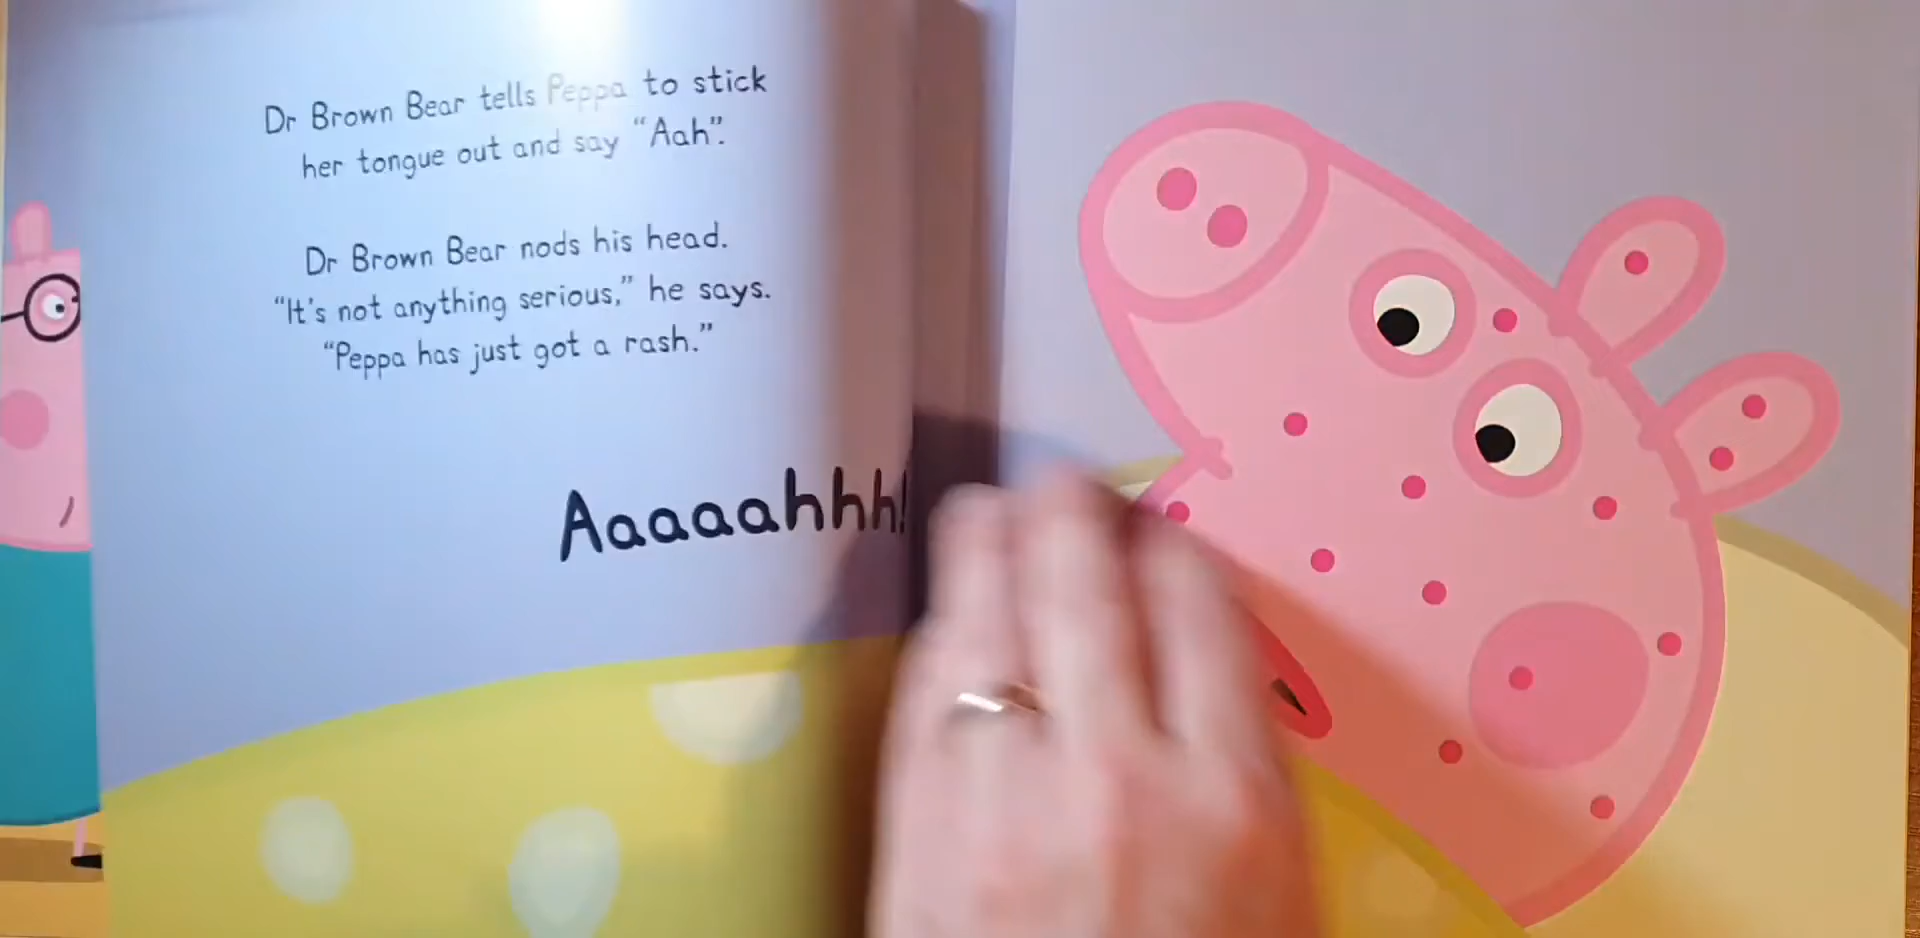 Dr Brown Bear tells Peppa to stick
her tongue out and say “Aah”.
Dr Brown Bear nods his head.
“It’s not anything serious,” he says.
“Peppa has just got a rash.”
Aaaaahhh!